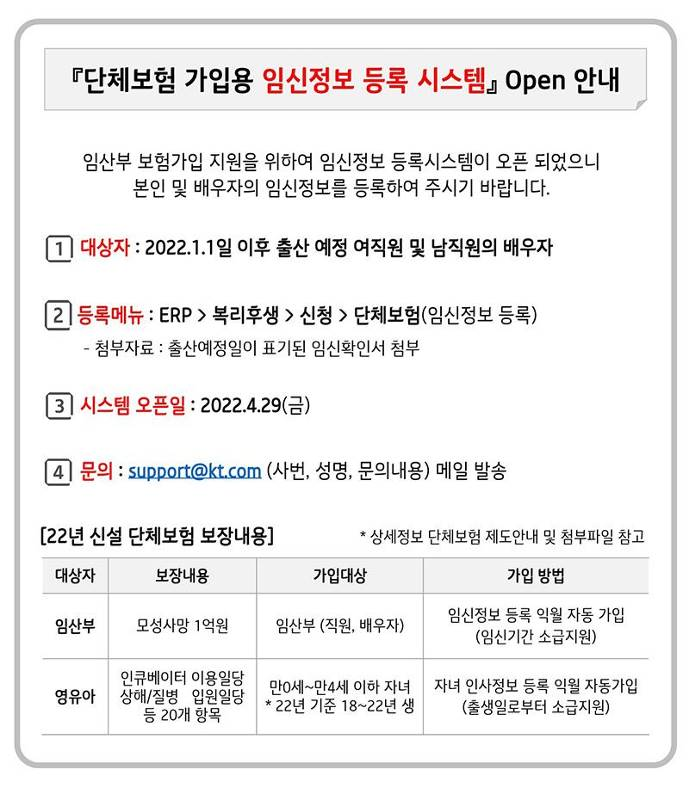 『단체보험 가입용 임신정보 등록 시스템』 Open 안내
임산부 보험가입 지원을 위하여 임신정보 등록시스템이 오픈 되었으니
본인 및 배우자의 임신정보를 등록하여 주시기 바랍니다.
1 대상자 : 2022.1.1일 이후 출산 예정 여직원 및 남직원의 배우자
2 등록메뉴 : ERP > 복리후생 > 신청 > 단체보험(임신정보 등록)
- 첨부자료 : 출산예정일이 표기된 임신확인서 첨부
3 시스템 오픈일 : 2022.4.29(금)
4 문의 : support@kt.com (사번, 성명, 문의내용) 메일 발송
[22년 신설 단체보험 보장내용] * 상세정보 단체보험 제도안내 및 첨부파일 참고
대상자 보장내용 가입대상 가입 방법
임산부 모성사망 1억원 임산부 (직원, 배우자) 임신정보 등록 익월 자동 가입
(임신기간 소급지원)
영유아 인큐베이터 이용일당
상해/질병 입원일당
등 20개 항목
만0세~만4세 이하 자녀
* 22년 기준 18~22년 생
자녀 인사정보 등록 익월 자동가입
(출생일로부터 소급지원)